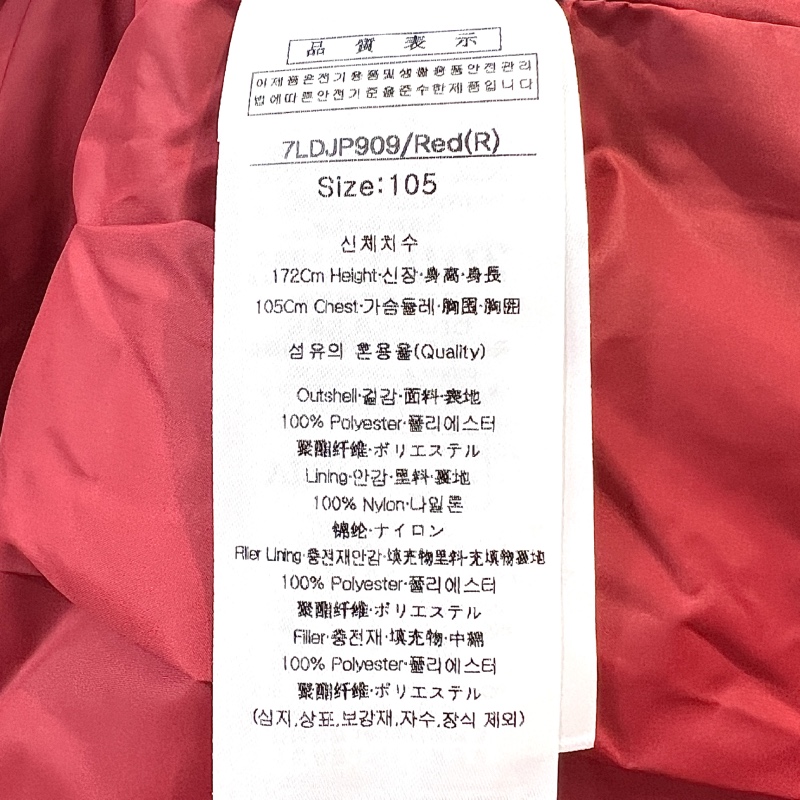 品質表示
이제품은전기용품및생활용품안전관리
법에따른안전기준을준수한제품입니다
7LDJP909/Red(R)
Size:105
신체치수
172Cm Height·신장·身高·身長
105Cm Chest·가슴둘레·胸围·胸囲
섬유의 혼용율(Quality)
Outshell·겉감·面料·表地
100% Polyester·폴리에스터
聚酯纤维·ポリエステル
Lining·안감·里料·裏地
100% Nylon·나일론
锦纶·ナイロン
Filler Lining·충전재안감·填充物里料·充填物裏地
100% Polyester·폴리에스터
聚酯纤维·ポリエステル
Filler·충전재·填充物·中綿
100% Polyester·폴리에스터
聚酯纤维·ポリエステル
(심지,상표,보강재,자수,장식 제외)